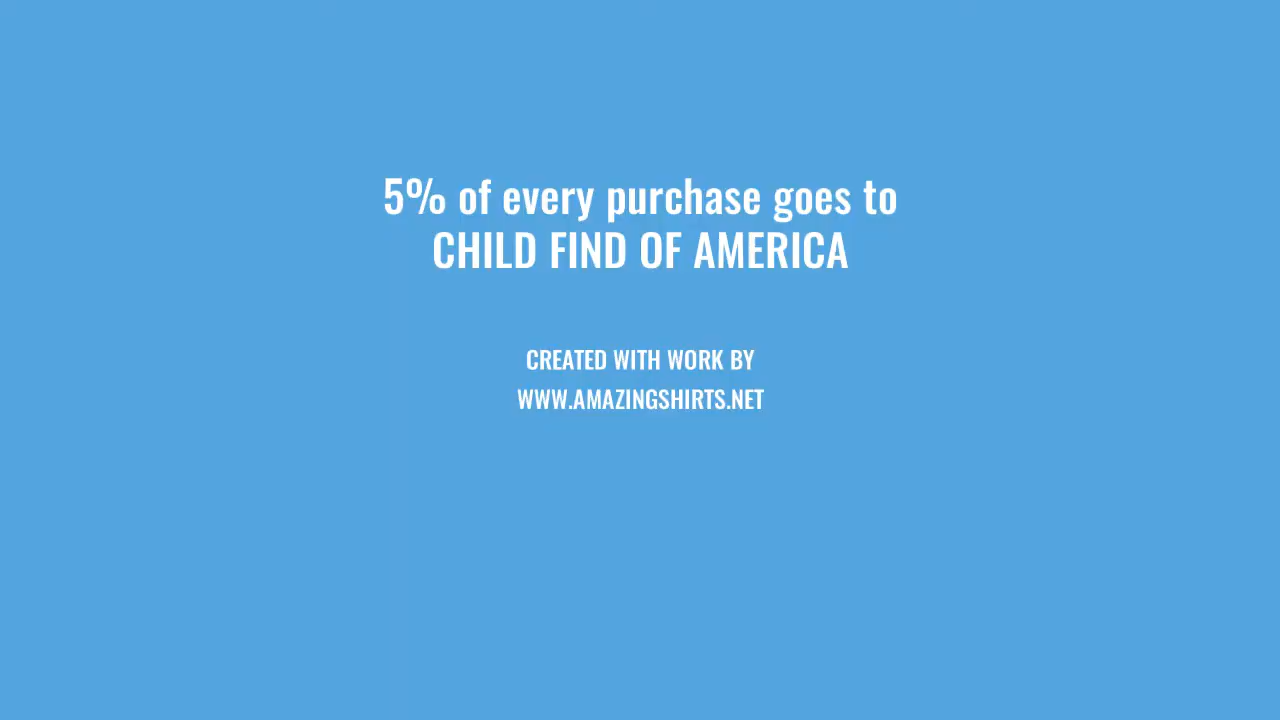 5% of every purchase goes to
CHILD FIND OF AMERICA
CREATED WITH WORK BY
WWW.AMAZINGSHIRTS.NET